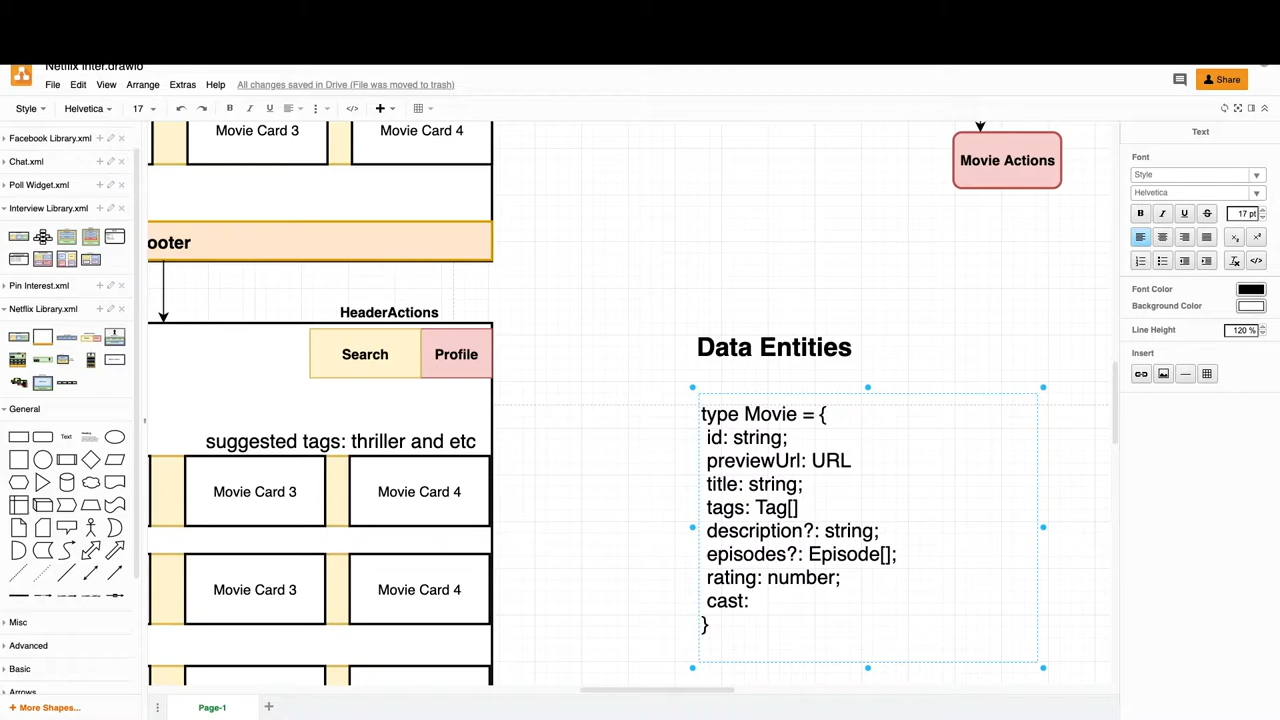 Netflix Inter.drawio
File Edit View Arrange Extras Help All changes saved in Drive (File was moved to trash)
Share
Style Helvetica 17 B I U
Facebook Library.xml
Chat.xml
Poll Widget.xml
Interview Library.xml
Pin Interest.xml
Netflix Library.xml
General
Text
Heading
Misc
Advanced
Basic
Arrows
+ More Shapes...
Movie Card 3 Movie Card 4
ooter
HeaderActions
Search Profile
suggested tags: thriller and etc
Movie Card 3 Movie Card 4
Movie Card 3 Movie Card 4
Movie Actions
Data Entities
type Movie = {
id: string;
previewUrl: URL
title: string;
tags: Tag[]
description?: string;
episodes?: Episode[];
rating: number;
cast:
}
Page-1
Text
Font
Style
Helvetica
B I U S 17 pt
Font Color
Background Color
Line Height 120 %
Insert